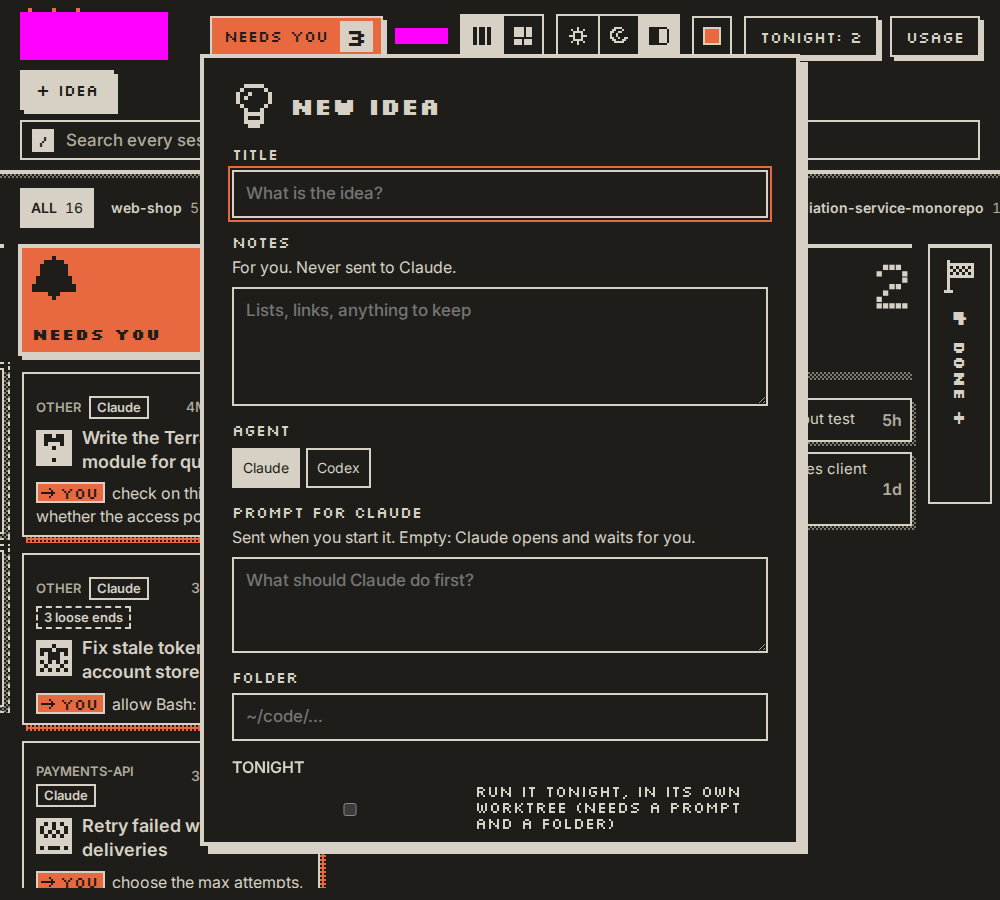 NEEDS YOU 3
TONIGHT: 2
USAGE
+ IDEA
/ Search every ses
ALL 16
web-shop 5
iation-service-monorepo 1
NEEDS YOU
2
4 DONE +
OTHER Claude 4M
Write the Terra
module for qu
→ YOU check on thi
whether the access po
OTHER Claude 3
3 loose ends
Fix stale token
account store
→ YOU allow Bash:
PAYMENTS-API 3
Claude
Retry failed w
deliveries
→ YOU choose the max attempts.
NEW IDEA
TITLE
What is the idea?
NOTES
For you. Never sent to Claude.
Lists, links, anything to keep
AGENT
Claude Codex
PROMPT FOR CLAUDE
Sent when you start it. Empty: Claude opens and waits for you.
What should Claude do first?
FOLDER
~/code/...
TONIGHT
RUN IT TONIGHT, IN ITS OWN
WORKTREE (NEEDS A PROMPT
AND A FOLDER)
out test 5h
es client
1d